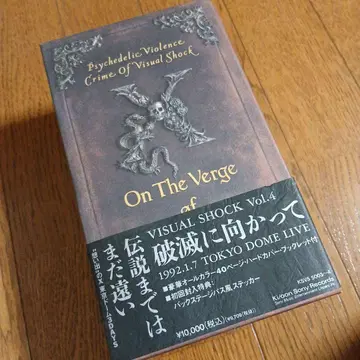 Psychedelic Violence
Crime Of Visual Shock
X
On The Verge
of
VISUAL SHOCK Vol.4
破滅に向かって
1992.1.7 TOKYO DOME LIVE
■豪華オールカラー40ページ・ハードカバーブックレット付
■初回封入特典:
バックステージパス風ステッカー
伝説までは
まだ遠い
¥10,000(税込)
Ki/oon Sony Records